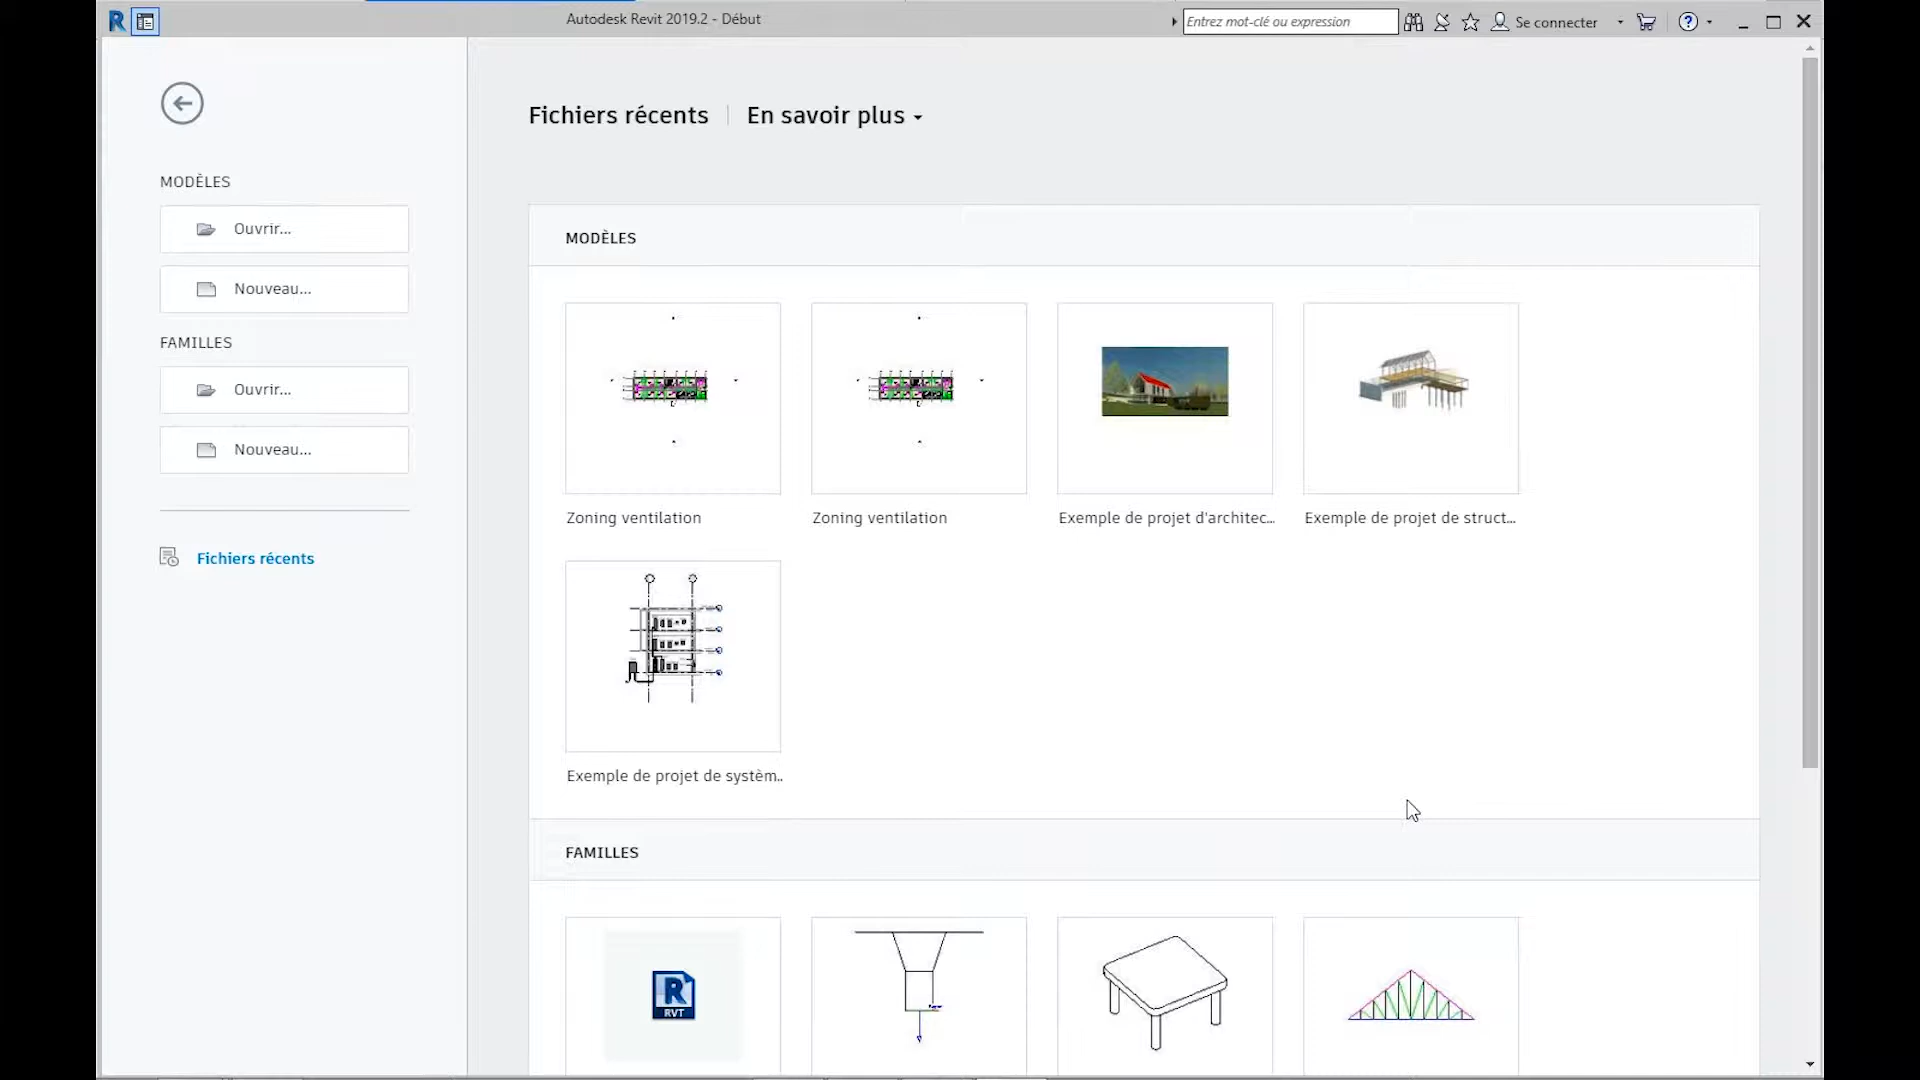 Autodesk Revit 2019.2 - Début
Entrez mot-clé ou expression
Se connecter
Fichiers récents
En savoir plus
MODÈLES
Ouvrir...
Nouveau...
FAMILLES
Ouvrir...
Nouveau...
Fichiers récents
MODÈLES
Zoning ventilation
Zoning ventilation
Exemple de projet d'architec...
Exemple de projet de struct...
Exemple de projet de systèm..
FAMILLES
R
RVT